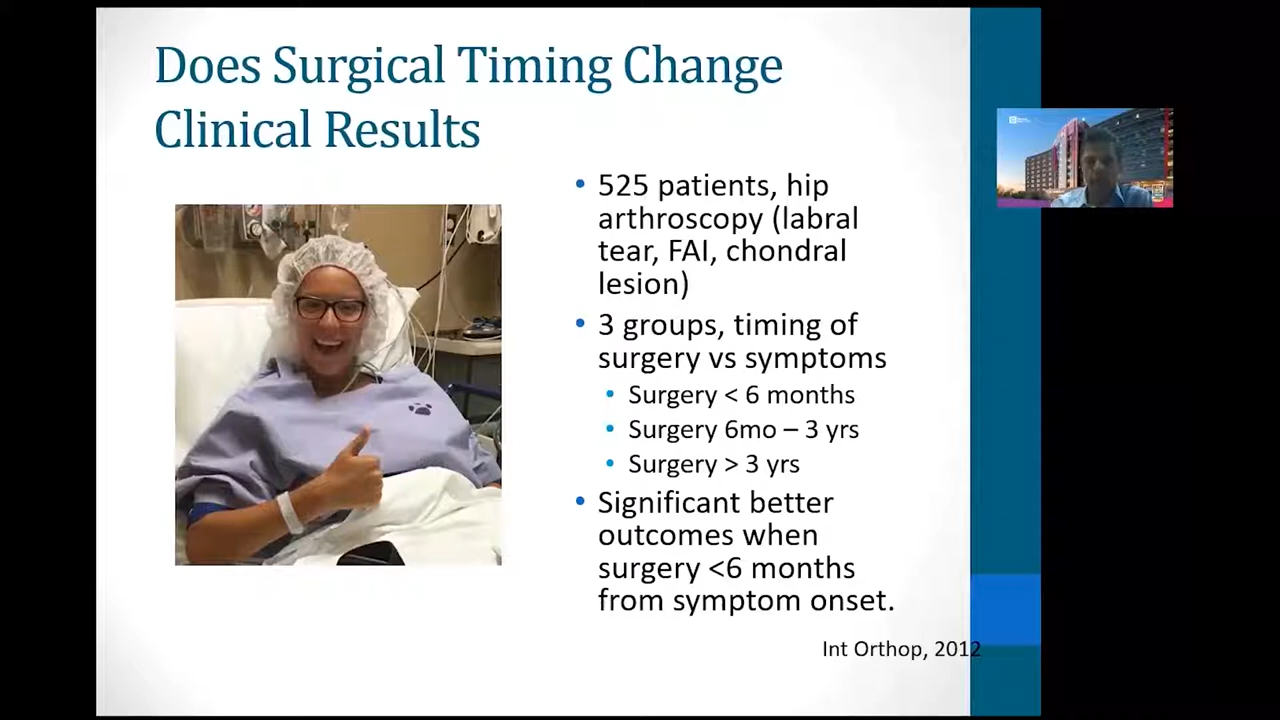 Does Surgical Timing Change
Clinical Results
• 525 patients, hip
arthroscopy (labral
tear, FAI, chondral
lesion)
• 3 groups, timing of
surgery vs symptoms
• Surgery < 6 months
• Surgery 6mo – 3 yrs
• Surgery > 3 yrs
• Significant better
outcomes when
surgery <6 months
from symptom onset.
Int Orthop, 2012